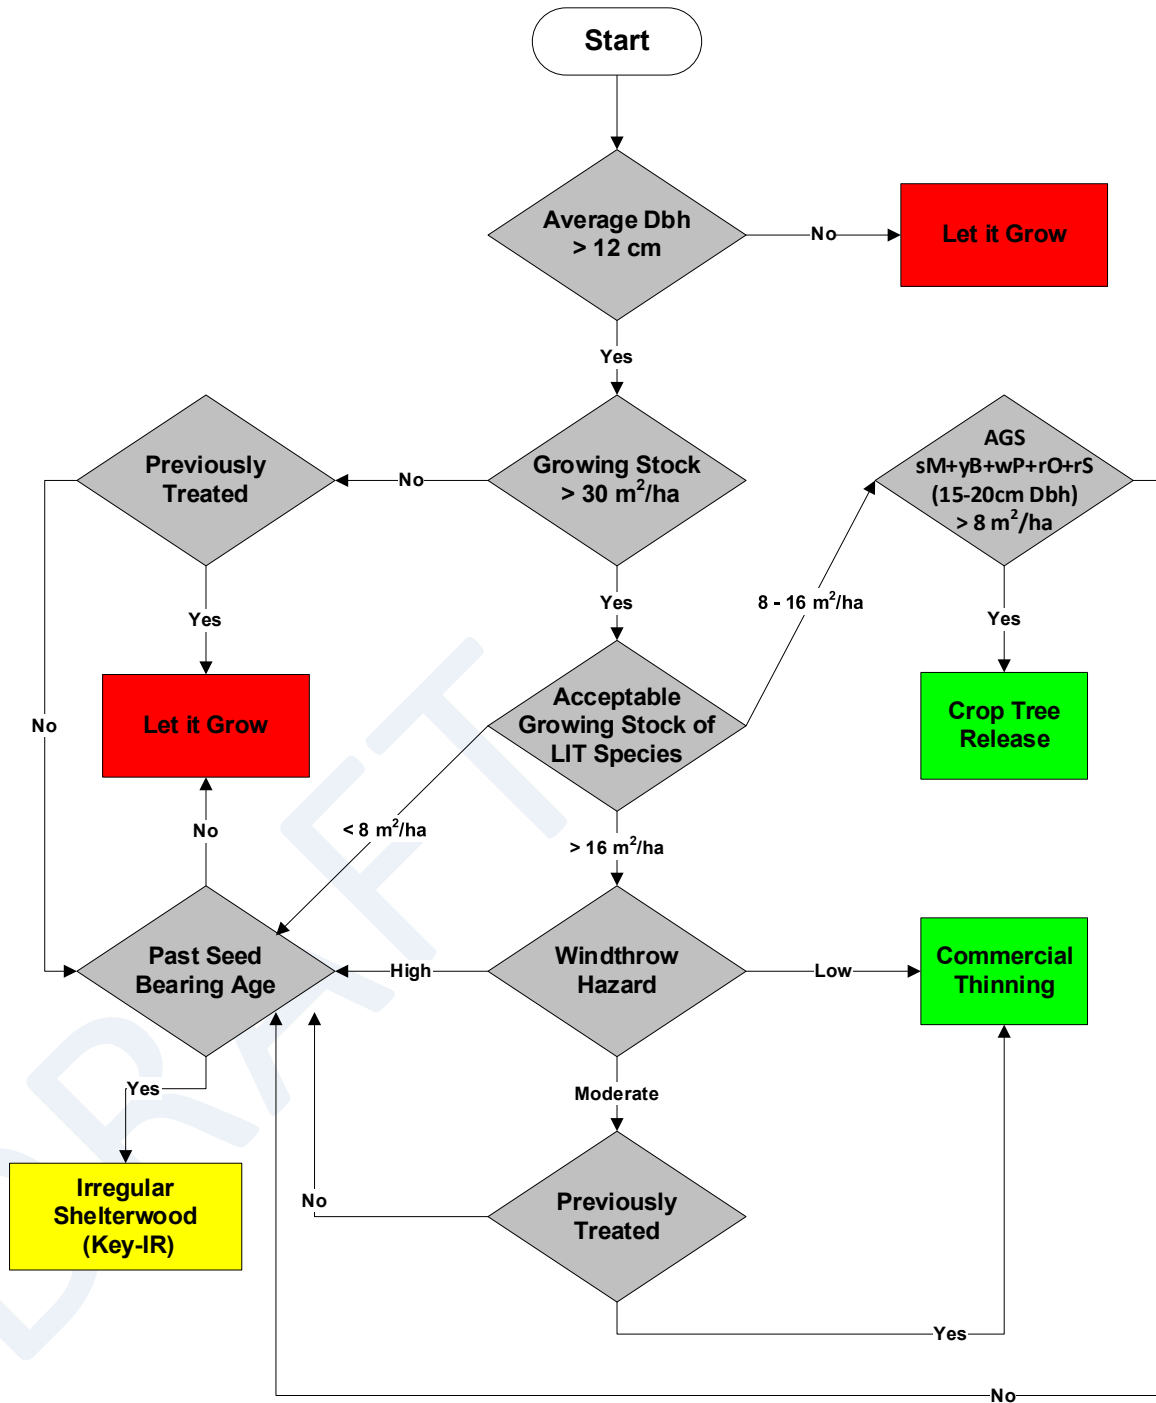 Start
Average Dbh
> 12 cm
No
Let it Grow
Yes
Previously
Treated
No
Growing Stock
> 30 m²/ha
AGS
sM+yB+wP+rO+rS
(15-20cm Dbh)
> 8 m²/ha
Yes
Yes
8 - 16 m²/ha
Yes
No
Let it Grow
Acceptable
Growing Stock of
LIT Species
Crop Tree
Release
No
< 8 m²/ha
> 16 m²/ha
Past Seed
Bearing Age
High
Windthrow
Hazard
Low
Commercial
Thinning
Yes
Moderate
Irregular
Shelterwood
(Key-IR)
No
Previously
Treated
Yes
No
DRAFT